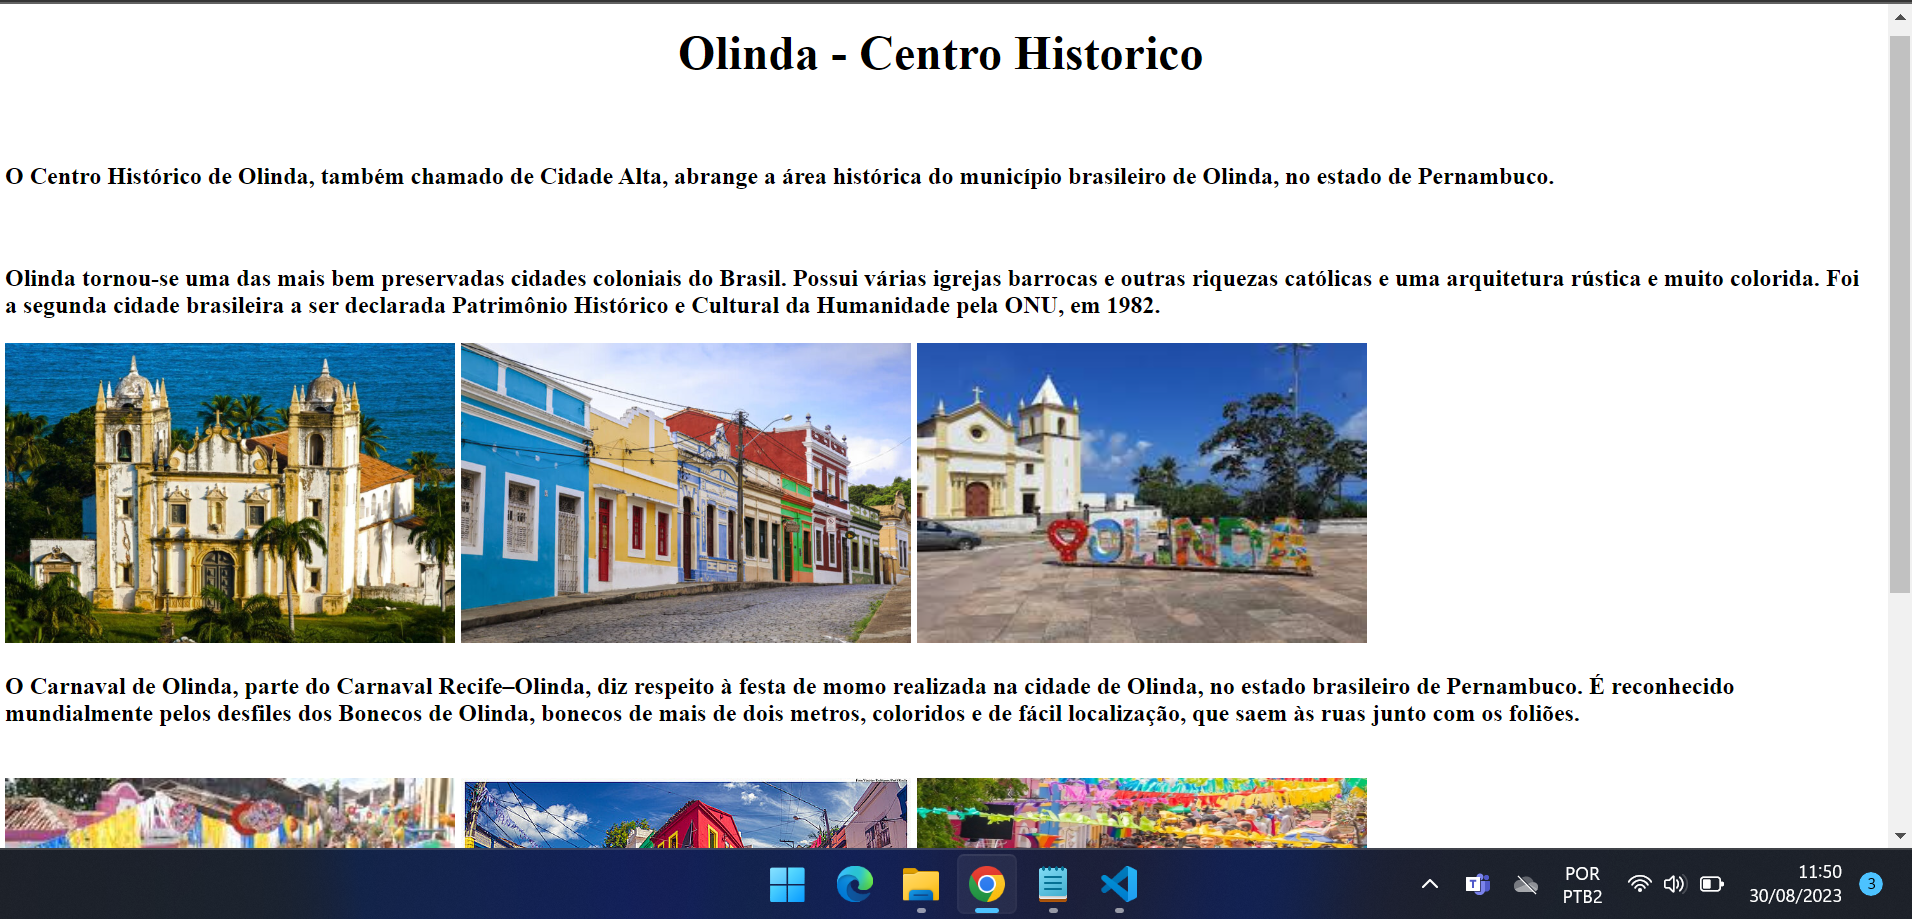 Olinda - Centro Historico
O Centro Histórico de Olinda, também chamado de Cidade Alta, abrange a área histórica do município brasileiro de Olinda, no estado de Pernambuco.
Olinda tornou-se uma das mais bem preservadas cidades coloniais do Brasil. Possui várias igrejas barrocas e outras riquezas católicas e uma arquitetura rústica e muito colorida. Foi
a segunda cidade brasileira a ser declarada Patrimônio Histórico e Cultural da Humanidade pela ONU, em 1982.
OLINDA
O Carnaval de Olinda, parte do Carnaval Recife–Olinda, diz respeito à festa de momo realizada na cidade de Olinda, no estado brasileiro de Pernambuco. É reconhecido
mundialmente pelos desfiles dos Bonecos de Olinda, bonecos de mais de dois metros, coloridos e de fácil localização, que saem às ruas junto com os foliões.
POR
PTB2
11:50
30/08/2023
3